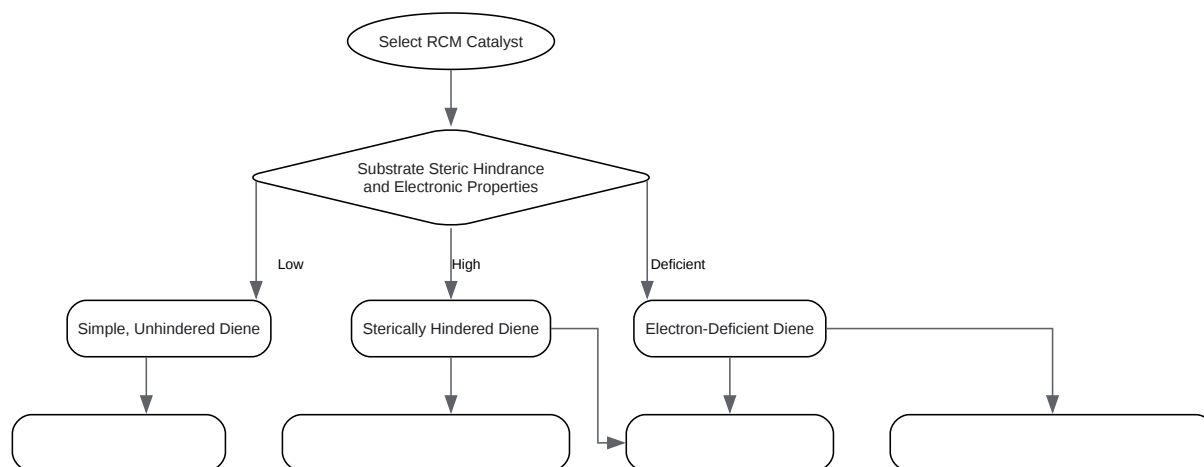 Select RCM Catalyst
Substrate Steric Hindrance
and Electronic Properties
Low
High
Deficient
Simple, Unhindered Diene
Sterically Hindered Diene
Electron-Deficient Diene